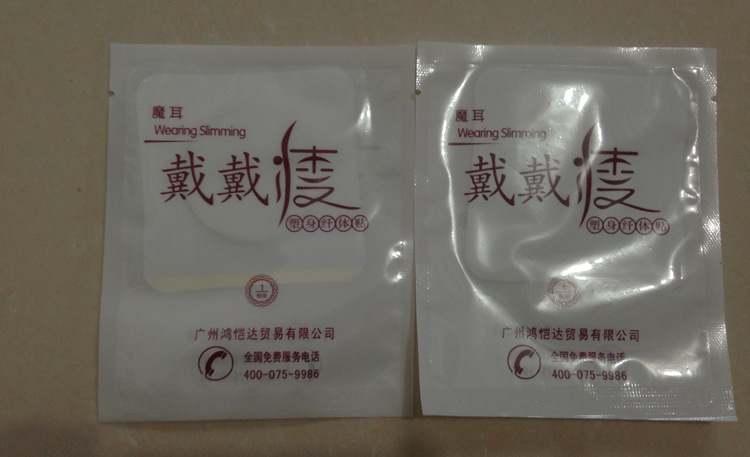 魔耳
Wearing Slimming
戴戴瘦
塑身纤体贴
1
广州鸿恺达贸易有限公司
全国免费服务电话
400-075-9986
魔耳
Wearing Slimming
戴戴瘦
塑身纤体贴
广州鸿恺达贸易有限公司
全国免费服务电话
400-075-9986